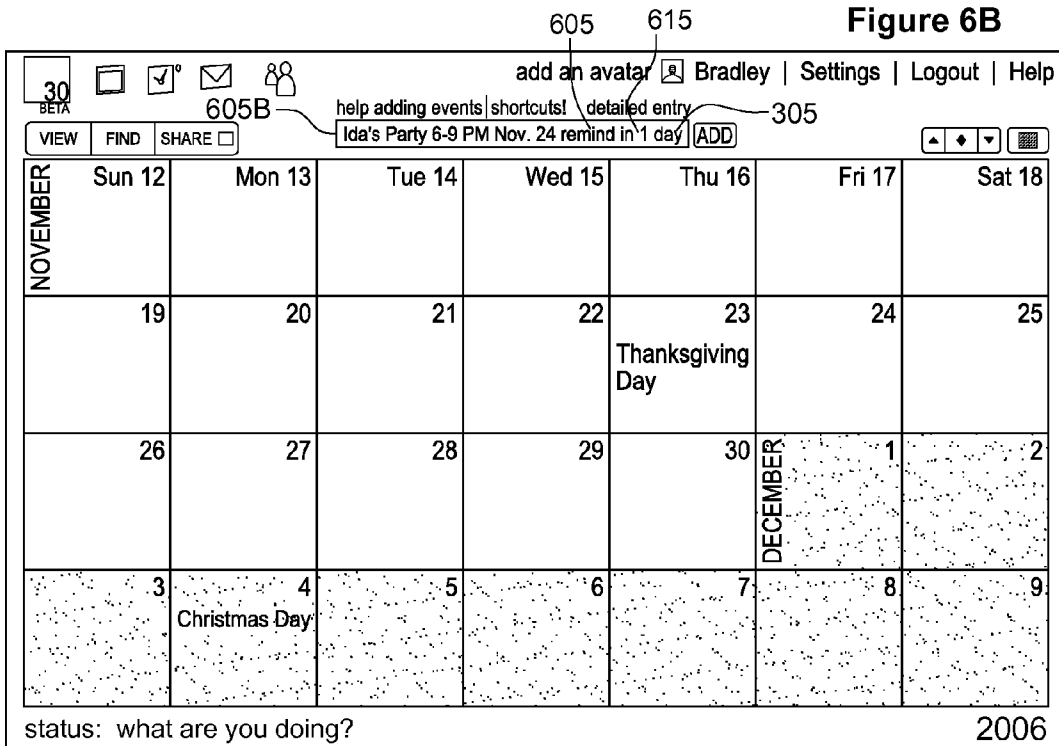 Figure 6B
605 615
30
BETA
add an avatar Bradley | Settings | Logout | Help
605B
help adding events | shortcuts! detailed entry
305
VIEW FIND SHARE
Ida's Party 6-9 PM Nov. 24 remind in 1 day ADD
NOVEMBER
Sun 12 Mon 13 Tue 14 Wed 15 Thu 16 Fri 17 Sat 18
19 20 21 22 23 24 25
Thanksgiving
Day
26 27 28 29 30 1 2
DECEMBER
3 4 5 6 7 8 9
Christmas Day
status: what are you doing? 2006